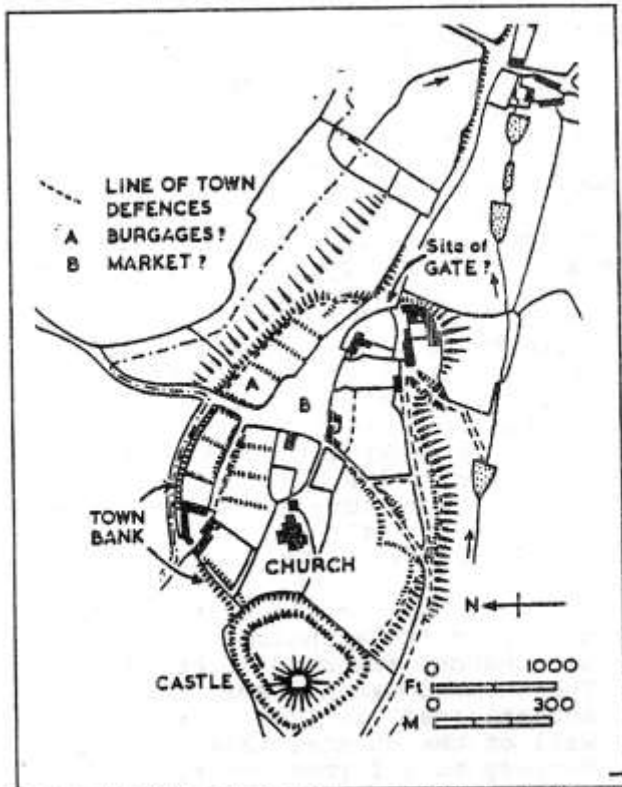 LINE OF TOWN
DEFENCES
A BURGAGES?
B MARKET?
Site of
GATE?
A
B
TOWN
BANK
CHURCH
CASTLE
N
0 1000
Ft
0 300
M